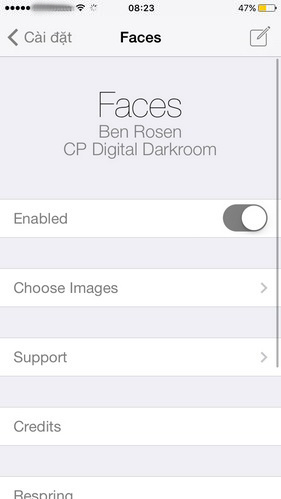 08:23
47%
Cài đặt
Faces
Faces
Ben Rosen
CP Digital Darkroom
Enabled
Choose Images
Support
Credits
Respring